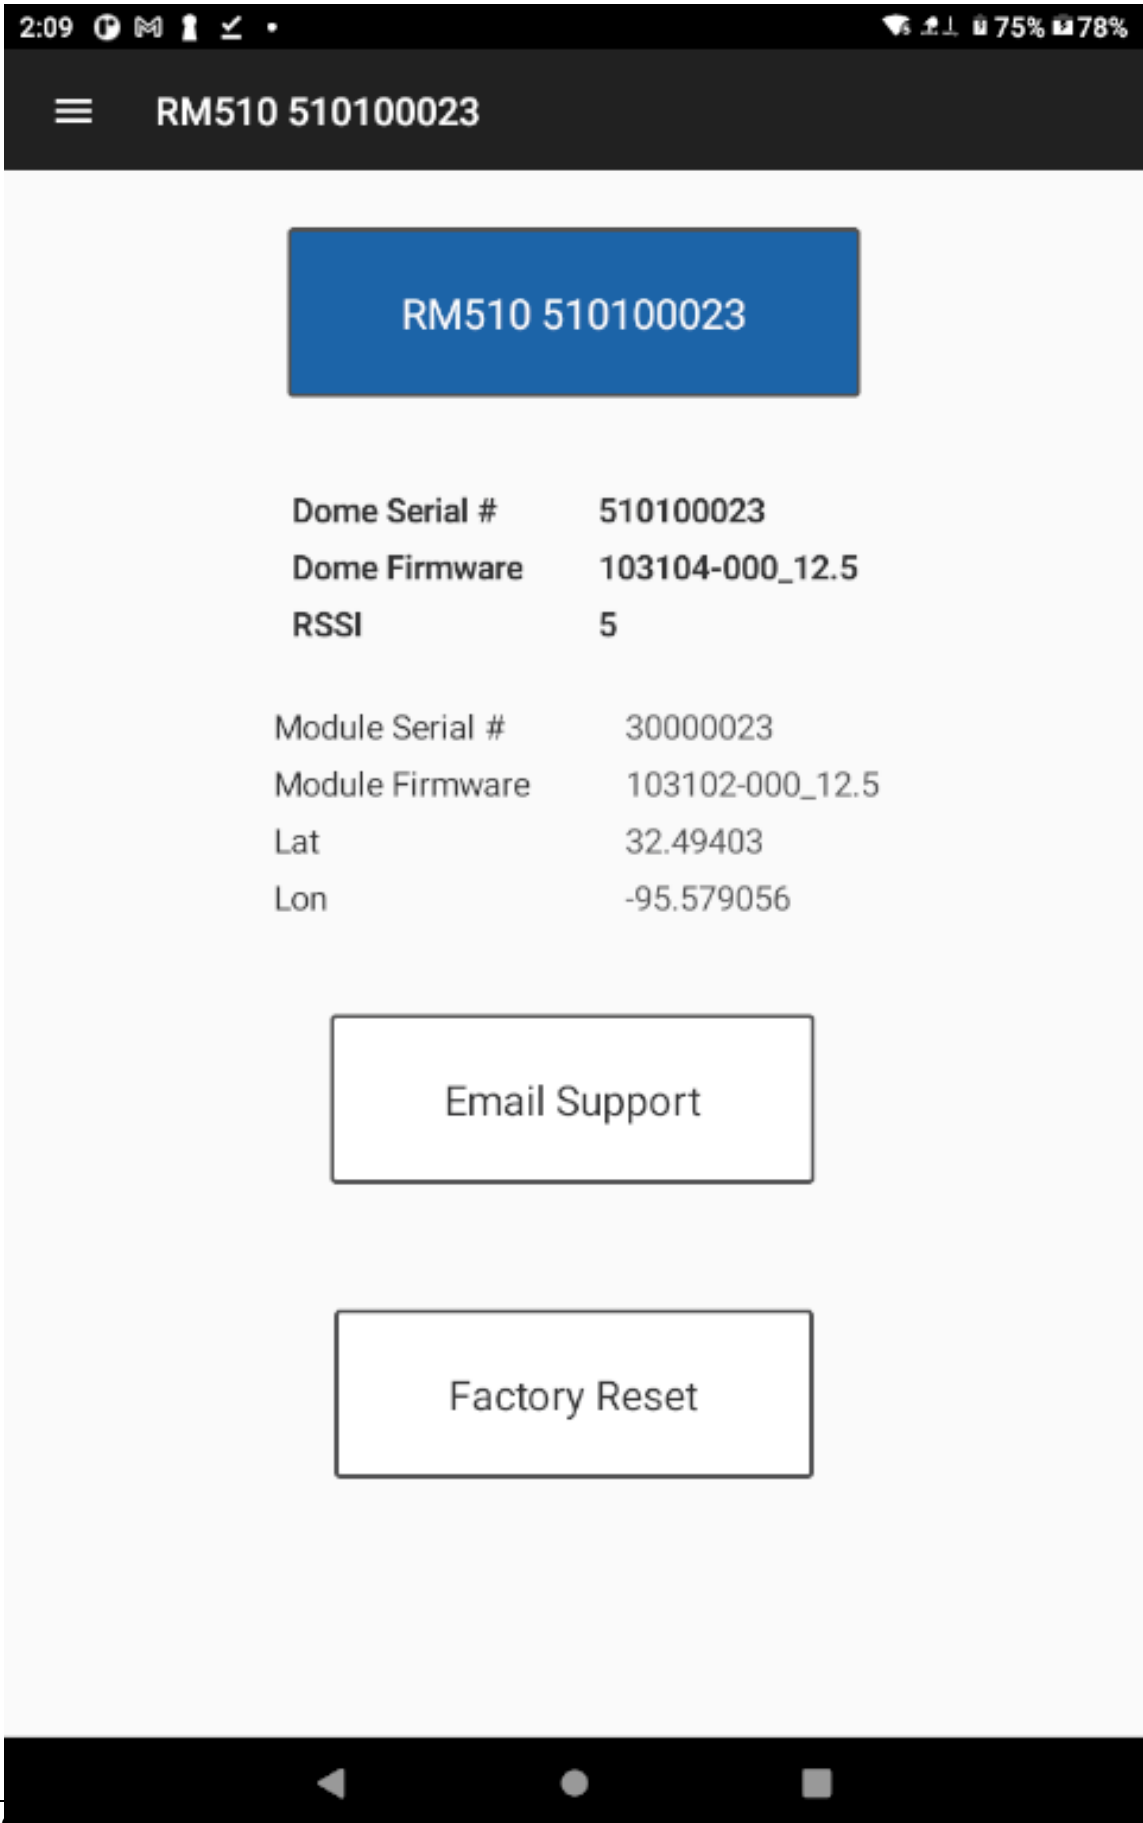 2:09 75% 78%
RM510 510100023
RM510 510100023
Dome Serial # 510100023
Dome Firmware 103104-000_12.5
RSSI 5
Module Serial # 30000023
Module Firmware 103102-000_12.5
Lat 32.49403
Lon -95.579056
Email Support
Factory Reset